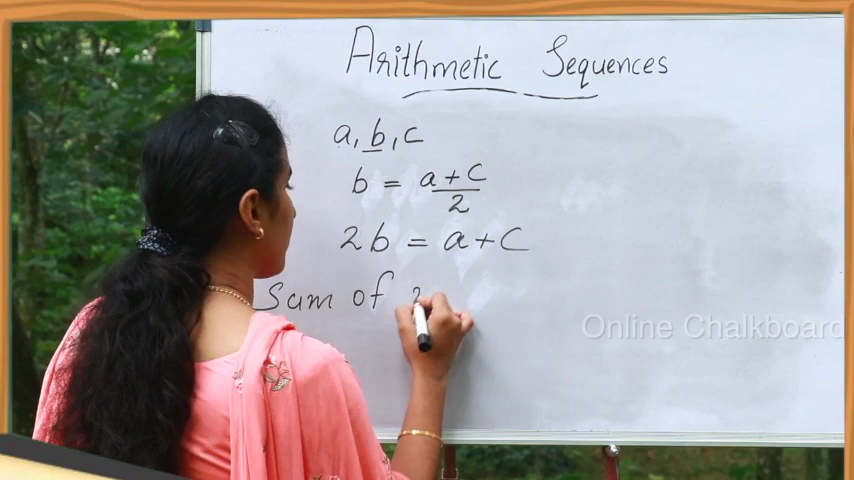 Arithmetic Sequences
a, b, c
b = a + c / 2
2b = a + c
Sum of
Online Chalkboard